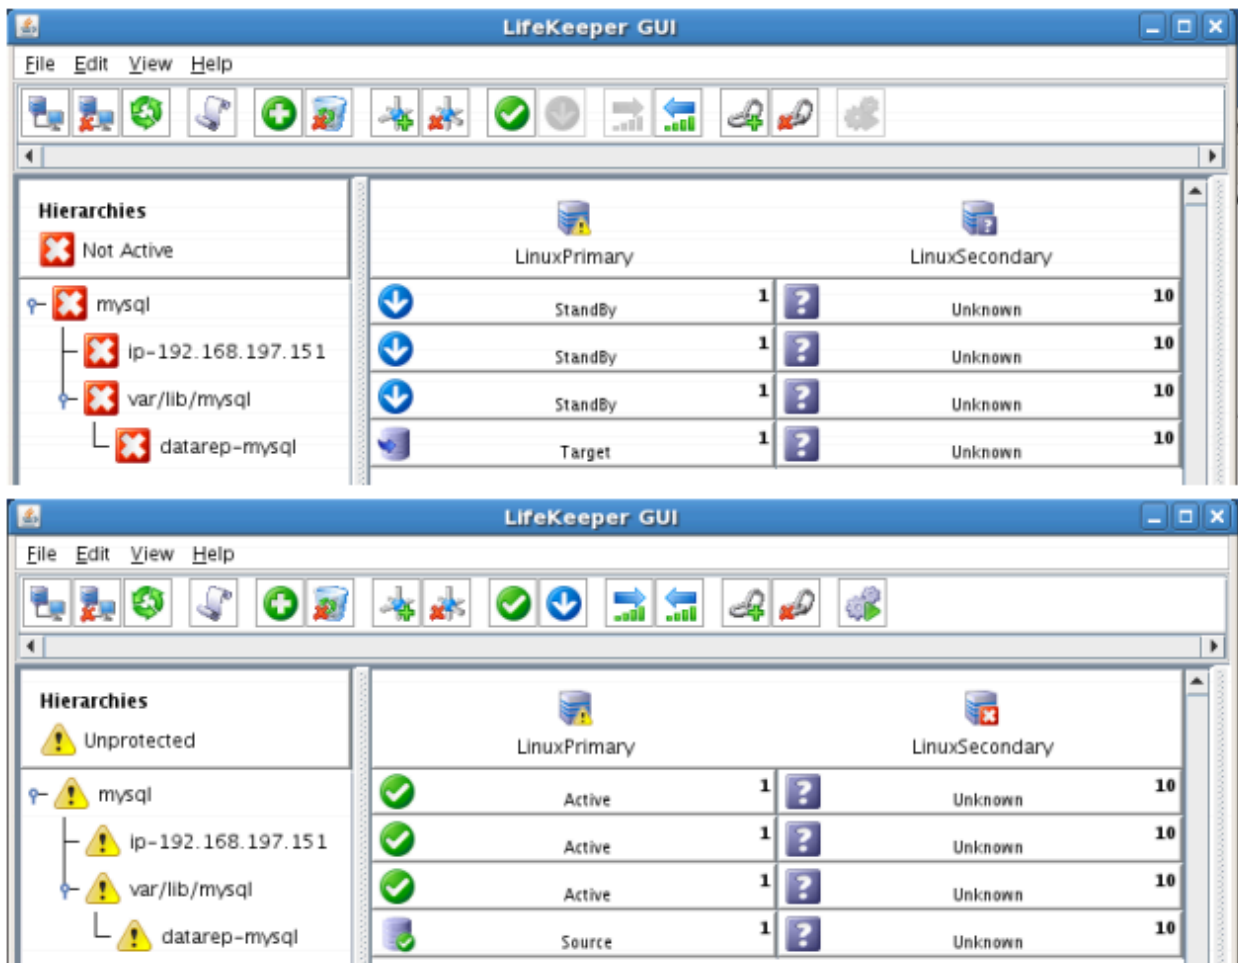 LifeKeeper GUI
File Edit View Help
Hierarchies
Not Active
LinuxPrimary LinuxSecondary
mysql StandBy 1 Unknown 10
ip-192.168.197.151 StandBy 1 Unknown 10
var/lib/mysql StandBy 1 Unknown 10
datarep-mysql Target 1 Unknown 10
LifeKeeper GUI
File Edit View Help
Hierarchies
Unprotected
LinuxPrimary LinuxSecondary
mysql Active 1 Unknown 10
ip-192.168.197.151 Active 1 Unknown 10
var/lib/mysql Active 1 Unknown 10
datarep-mysql Source 1 Unknown 10